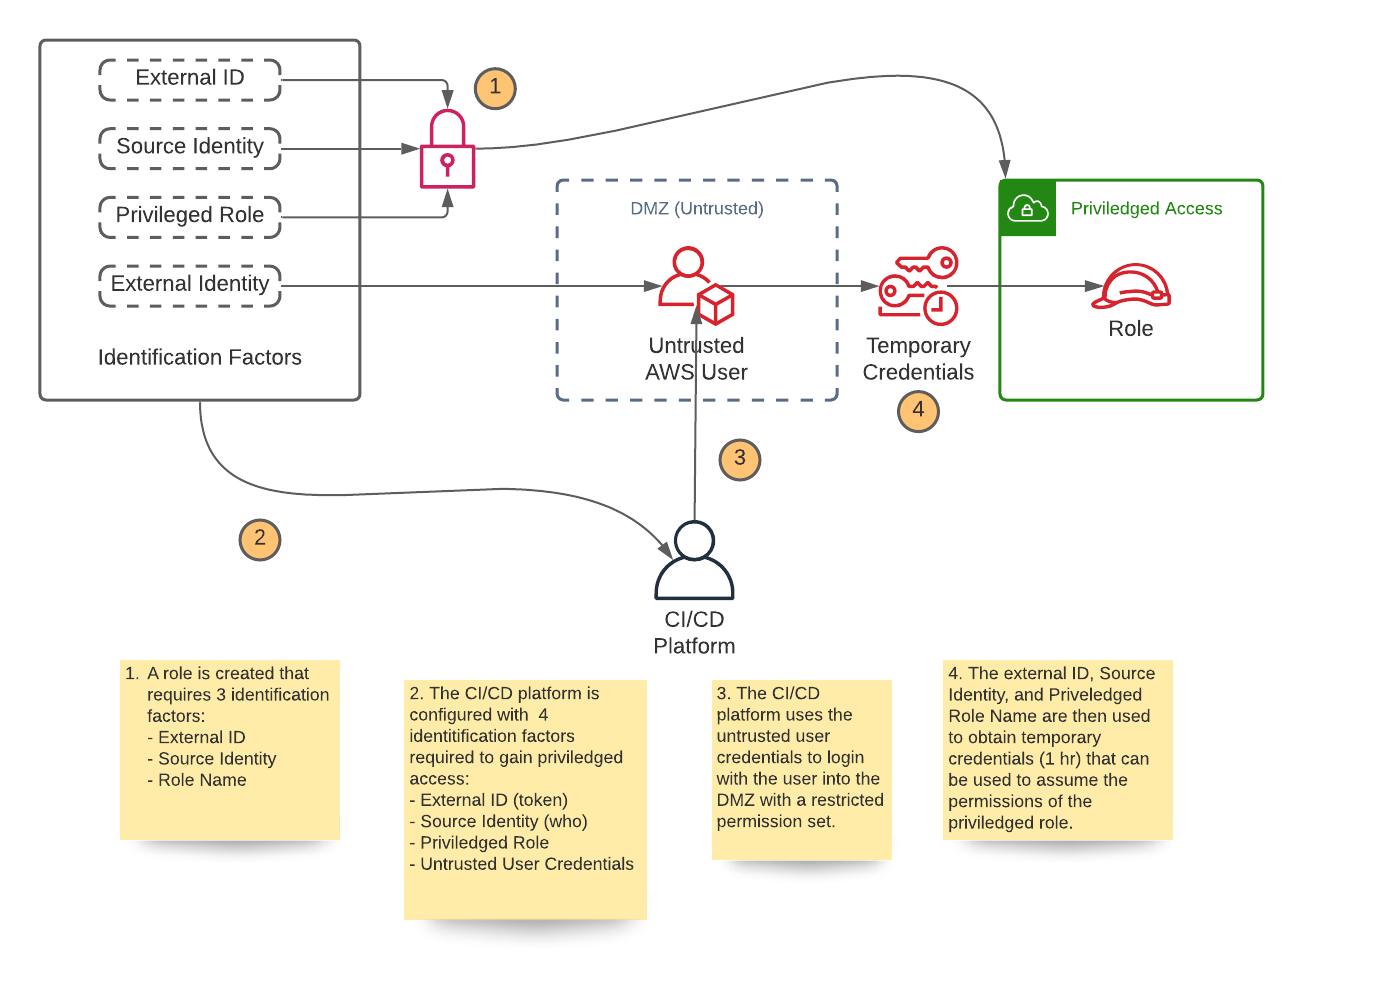 External ID
1
Source Identity
Privileged Role
DMZ (Untrusted)
Priviledged Access
External Identity
Identification Factors
Untrusted
AWS User
Temporary
Credentials
Role
4
3
2
CI/CD
Platform
1. A role is created that
requires 3 identification
factors:
- External ID
- Source Identity
- Role Name
2. The CI/CD platform is
configured with 4
identitification factors
required to gain priviledged
access:
- External ID (token)
- Source Identity (who)
- Priviledged Role
- Untrusted User Credentials
3. The CI/CD
platform uses the
untrusted user
credentials to login
with the user into the
DMZ with a restricted
permission set.
4. The external ID, Source
Identity, and Priveledged
Role Name are then used
to obtain temporary
credentials (1 hr) that can
be used to assume the
permissions of the
priviledged role.